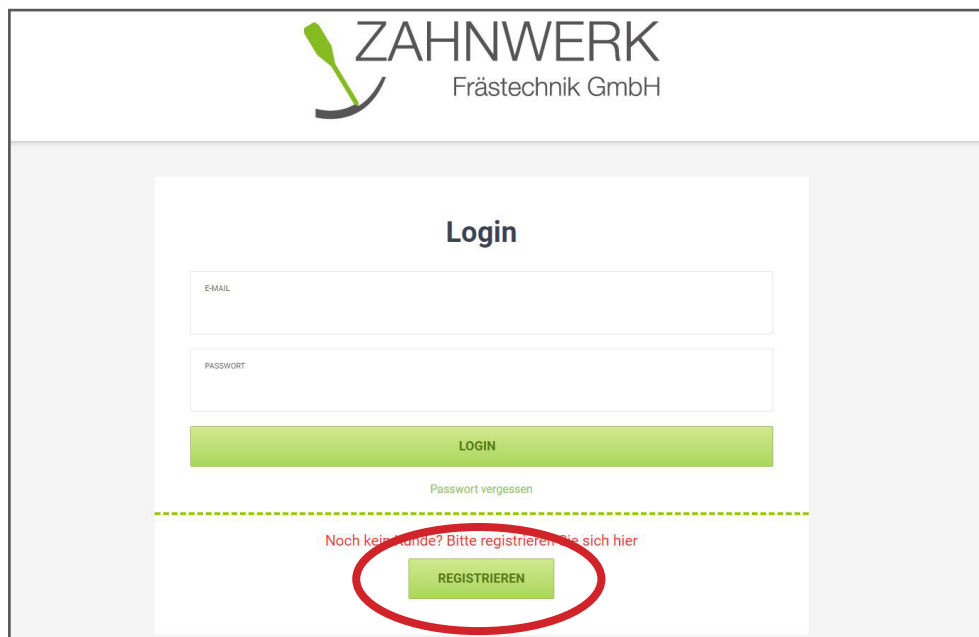 ZAHNWERK
Frästechnik GmbH
Login
E-MAIL
PASSWORT
LOGIN
Passwort vergessen
Noch kein Kunde? Bitte registrieren Sie sich hier
REGISTRIEREN